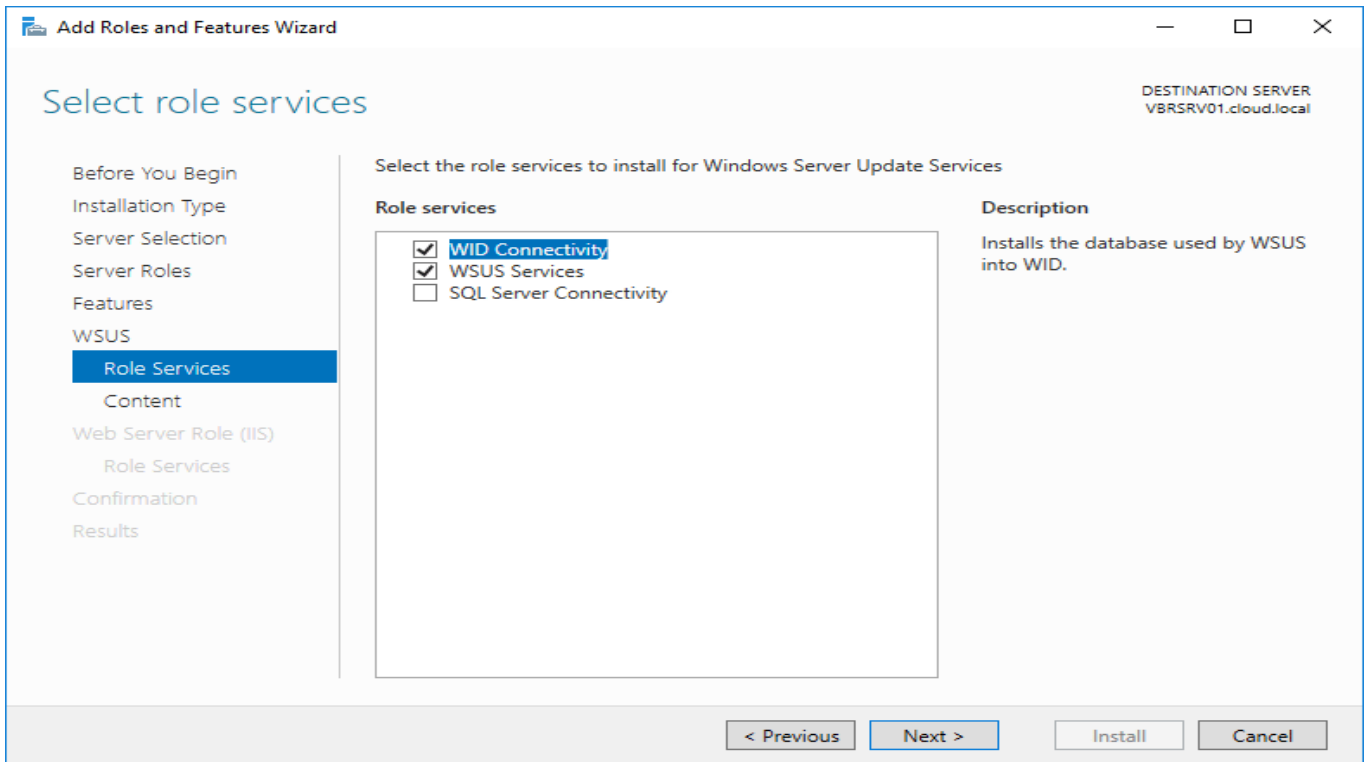 Add Roles and Features Wizard
Select role services
DESTINATION SERVER
VBRSRV01.cloud.local
Before You Begin
Installation Type
Server Selection
Server Roles
Features
WSUS
Role Services
Content
Web Server Role (IIS)
Role Services
Confirmation
Results
Select the role services to install for Windows Server Update Services
Role services
WID Connectivity
WSUS Services
SQL Server Connectivity
Description
Installs the database used by WSUS
into WID.
< Previous
Next >
Install
Cancel